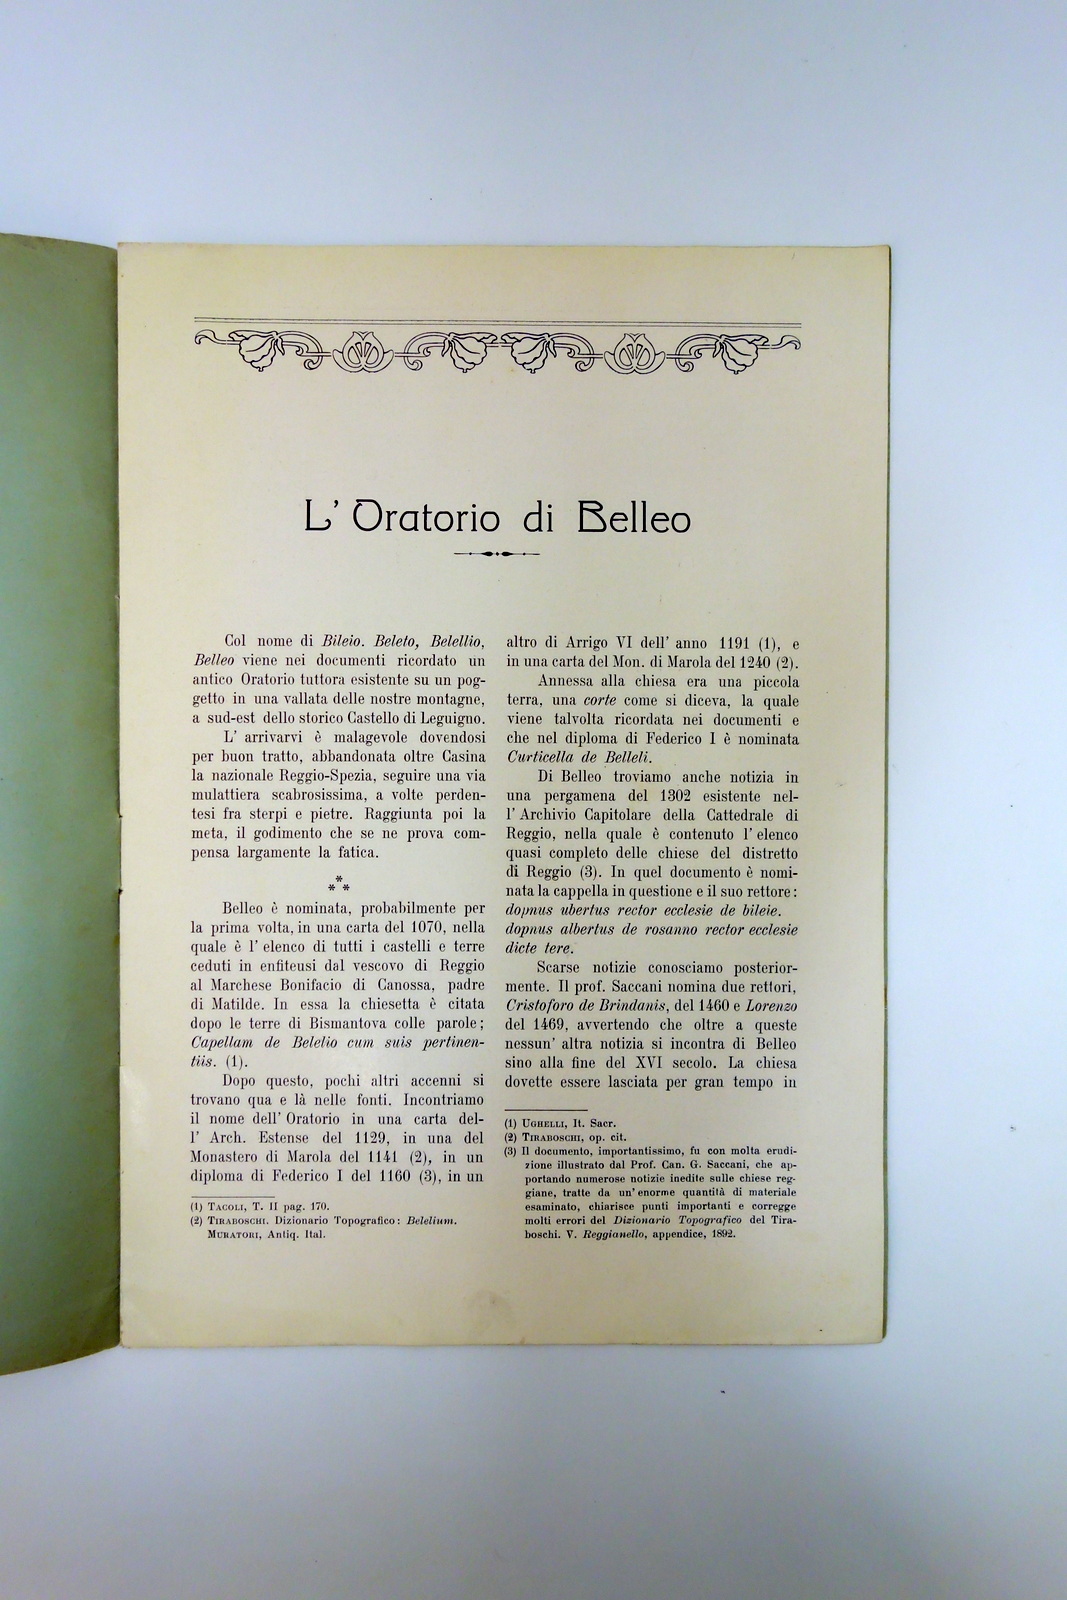 L' Oratorio di Belleo
Col nome di Bileio. Beleto, Belellio,
Belleo viene nei documenti ricordato un
antico Oratorio tuttora esistente su un pog-
getto in una vallata delle nostre montagne,
a sud-est dello storico Castello di Leguigno.
L' arrivarvi è malagevole dovendosi
per buon tratto, abbandonata oltre Casina
la nazionale Reggio-Spezia, seguire una via
mulattiera scabrosissima, a volte perden-
tesi fra sterpi e pietre. Raggiunta poi la
meta, il godimento che se ne prova com-
pensa largamente la fatica.
*
* *
Belleo è nominata, probabilmente per
la prima volta, in una carta del 1070, nella
quale è l' elenco di tutti i castelli e terre
ceduti in enfiteusi dal vescovo di Reggio
al Marchese Bonifacio di Canossa, padre
di Matilde. In essa la chiesetta è citata
dopo le terre di Bismantova colle parole;
Capellam de Belelio cum suis pertinen-
tiis. (1).
Dopo questo, pochi altri accenni si
trovano qua e là nelle fonti. Incontriamo
il nome dell' Oratorio in una carta del-
l' Arch. Estense del 1129, in una del
Monastero di Marola del 1141 (2), in un
diploma di Federico I del 1160 (3), in un
(1) TACOLI, T. II pag. 170.
(2) TIRABOSCHI. Dizionario Topografico: Belelium.
MURATORI, Antiq. Ital.
altro di Arrigo VI dell' anno 1191 (1), e
in una carta del Mon. di Marola del 1240 (2).
Annessa alla chiesa era una piccola
terra, una corte come si diceva, la quale
viene talvolta ricordata nei documenti e
che nel diploma di Federico I è nominata
Curticella de Belleli.
Di Belleo troviamo anche notizia in
una pergamena del 1302 esistente nel-
l' Archivio Capitolare della Cattedrale di
Reggio, nella quale è contenuto l' elenco
quasi completo delle chiese del distretto
di Reggio (3). In quel documento è nomi-
nata la cappella in questione e il suo rettore:
dopnus ubertus rector ecclesie de bileie.
dopnus albertus de rosanno rector ecclesie
dicte tere.
Scarse notizie conosciamo posterior-
mente. Il prof. Saccani nomina due rettori,
Cristoforo de Brindanis, del 1460 e Lorenzo
del 1469, avvertendo che oltre a queste
nessun' altra notizia si incontra di Belleo
sino alla fine del XVI secolo. La chiesa
dovette essere lasciata per gran tempo in
(1) UGHELLI, It. Sacr.
(2) TIRABOSCHI, op. cit.
(3) Il documento, importantissimo, fu con molta erudi-
zione illustrato dal Prof. Can. G. Saccani, che ap-
portando numerose notizie inedite sulle chiese reg-
giane, tratte da un' enorme quantità di materiale
esaminato, chiarisce punti importanti e corregge
molti errori del Dizionario Topografico del Tira-
boschi. V. Reggianello, appendice, 1892.